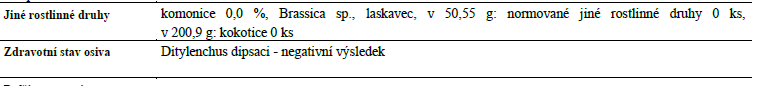 Jiné rostlinné druhy komonice 0,0 %, Brassica sp., laskavec, v 50,55 g: normované jiné rostlinné druhy 0 ks,
v 200,9 g: kokotice 0 ks
Zdravotní stav osiva Ditylenchus dipsaci - negativní výsledek